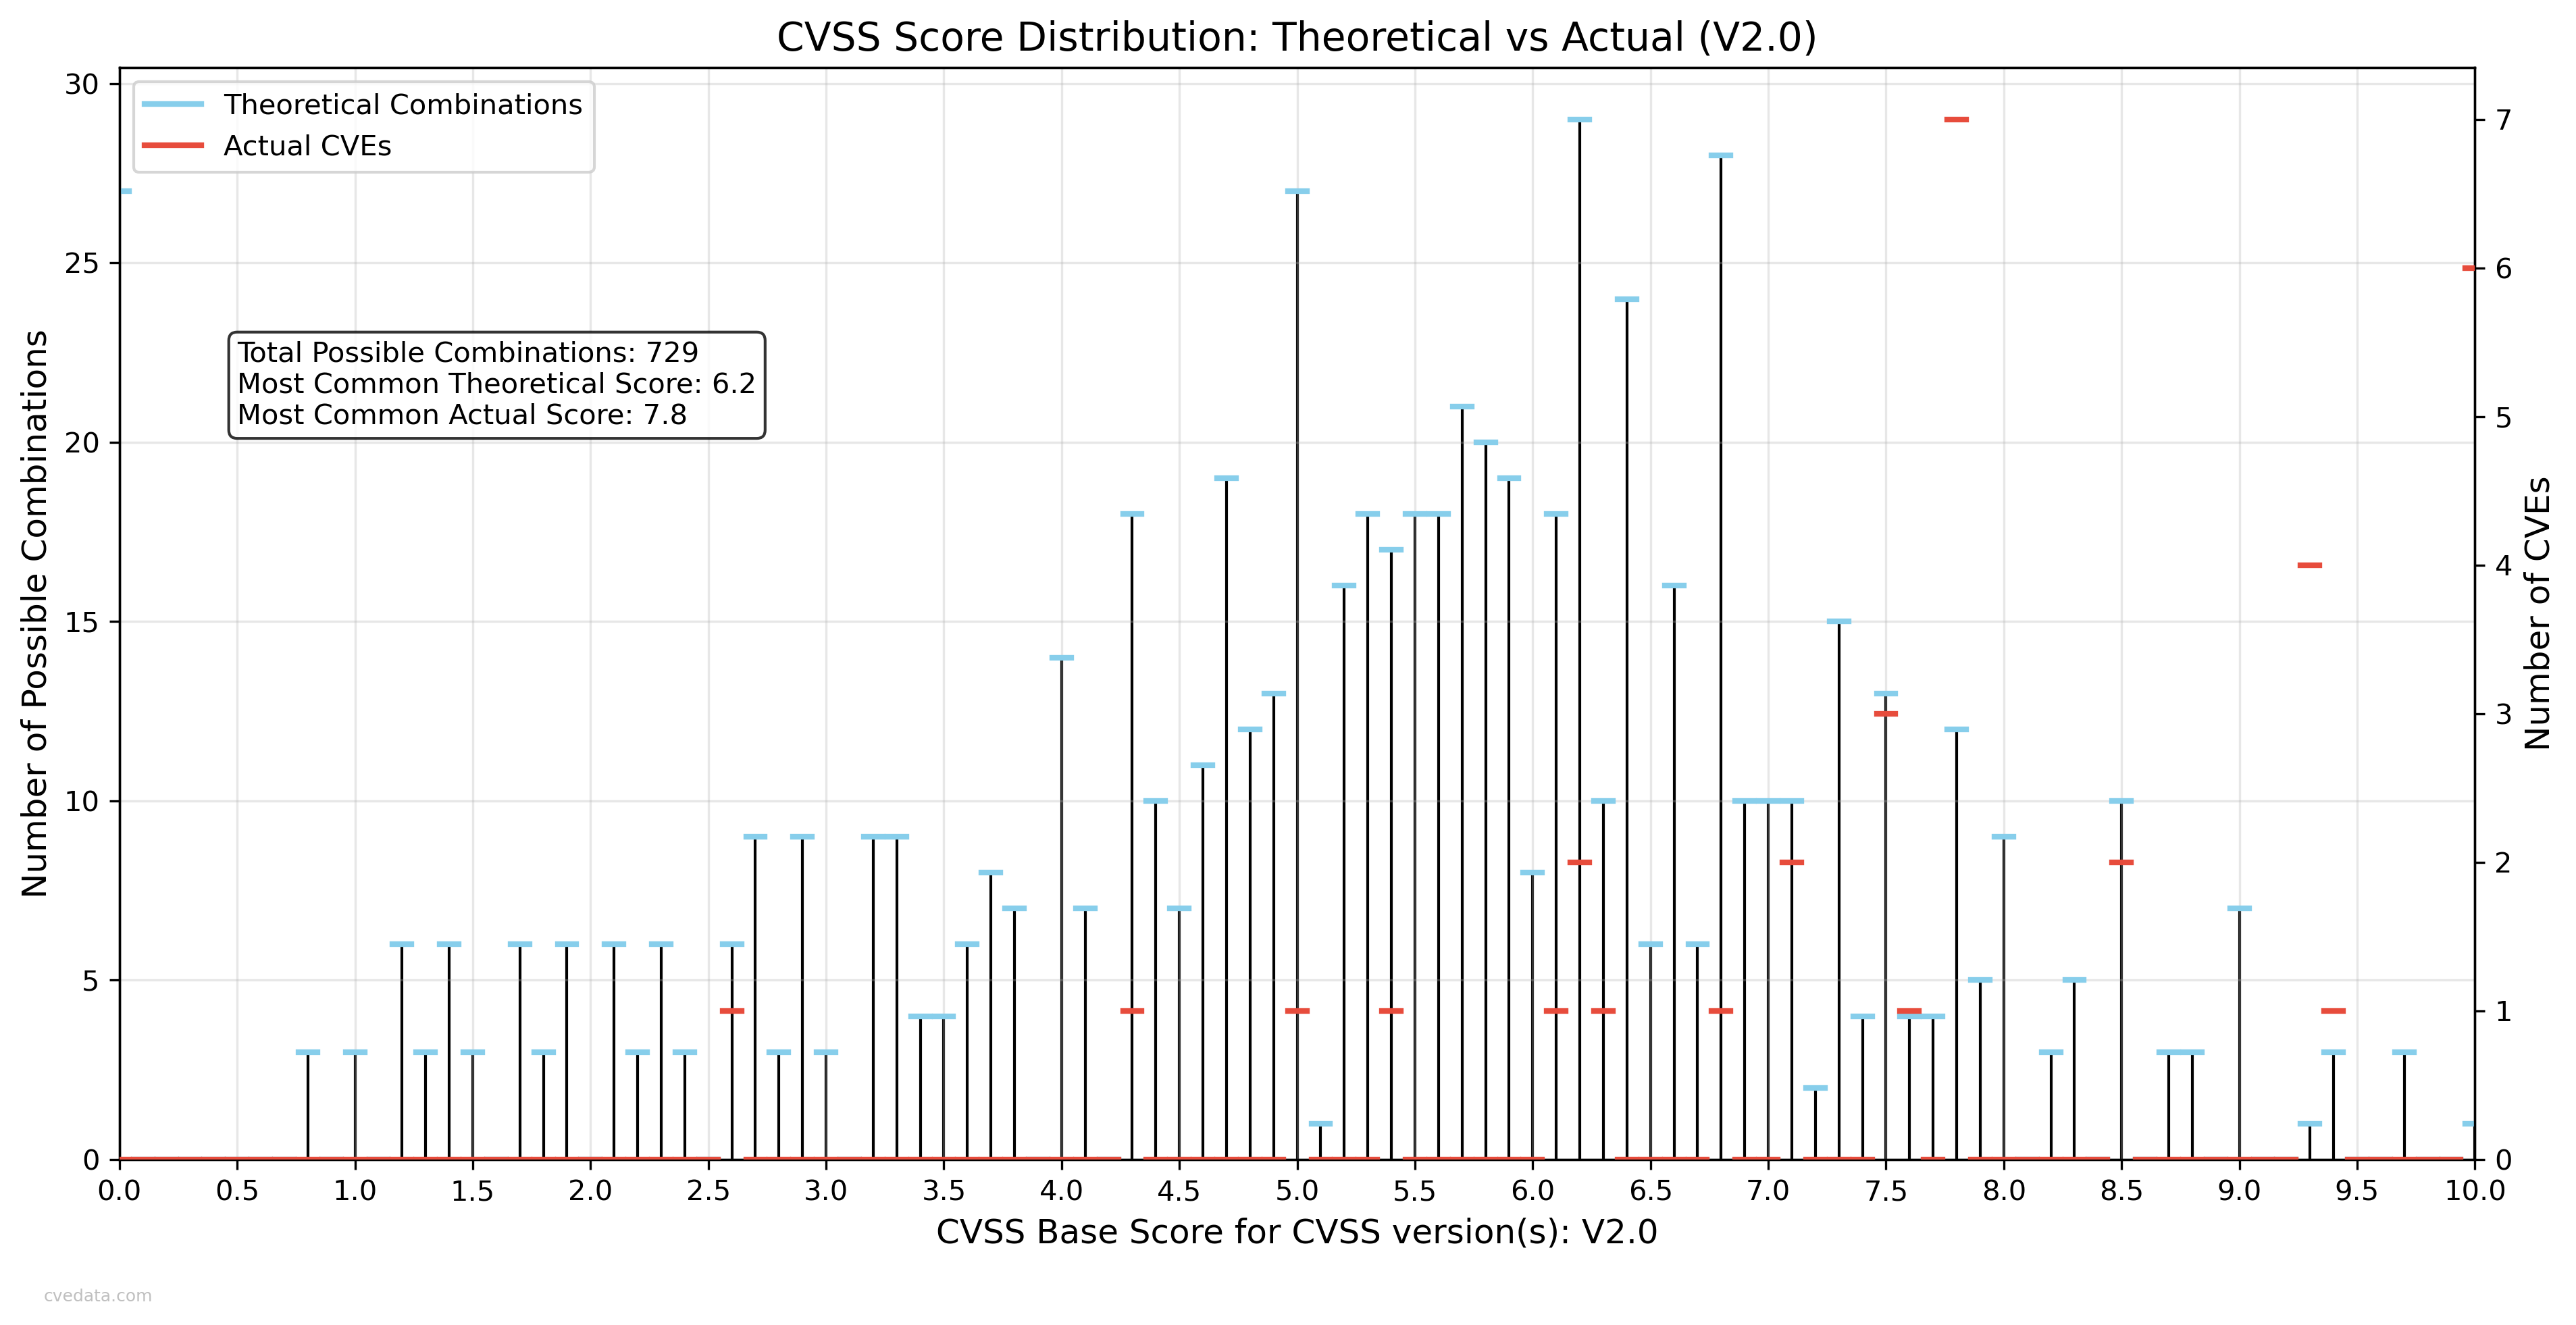 CVSS Score Distribution: Theoretical vs Actual (V2.0)
Theoretical Combinations
Actual CVEs
Total Possible Combinations: 729
Most Common Theoretical Score: 6.2
Most Common Actual Score: 7.8
Number of Possible Combinations
30
25
20
15
10
5
0
Number of CVEs
7
6
5
4
3
2
1
0
0.0 0.5 1.0 1.5 2.0 2.5 3.0 3.5 4.0 4.5 5.0 5.5 6.0 6.5 7.0 7.5 8.0 8.5 9.0 9.5 10.0
CVSS Base Score for CVSS version(s): V2.0
cvedata.com